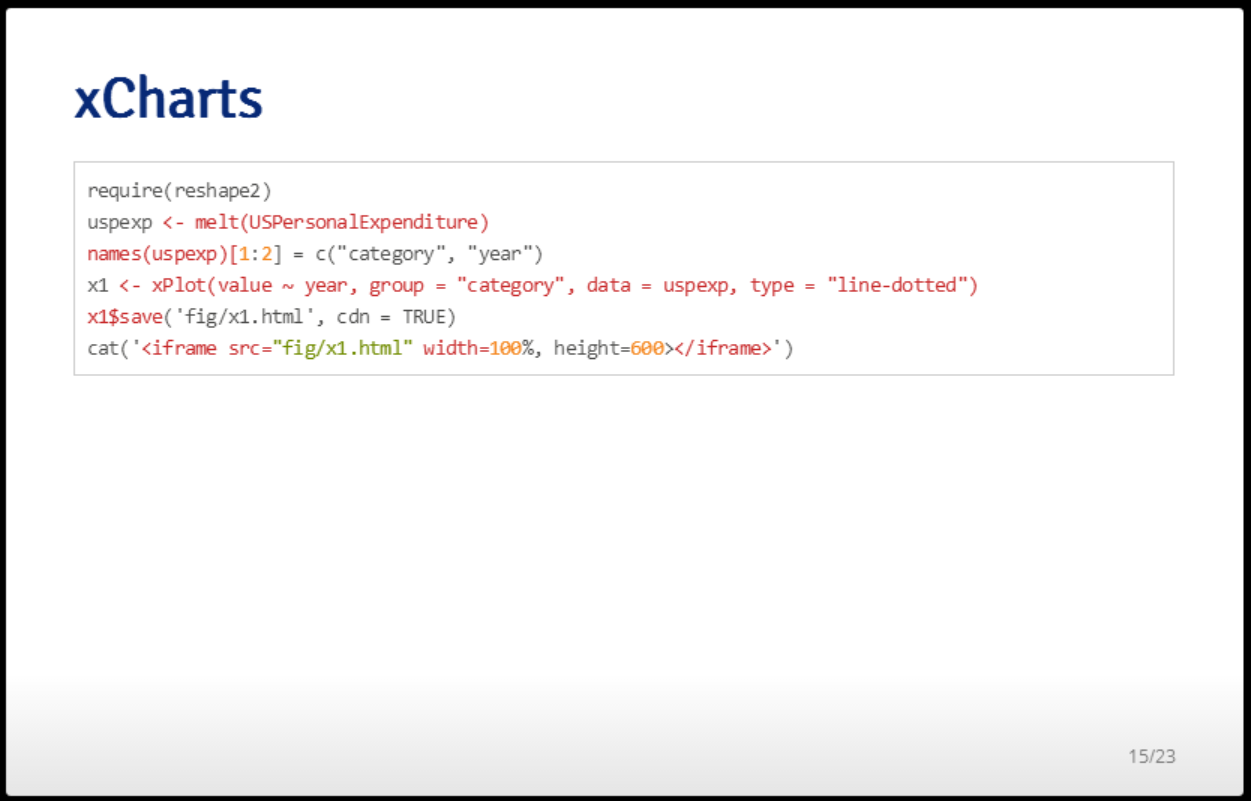 xCharts
require(reshape2)
uspexp <- melt(USPersonalExpenditure)
names(uspexp)[1:2] = c("category", "year")
x1 <- xPlot(value ~ year, group = "category", data = uspexp, type = "line-dotted")
x1$save('fig/x1.html', cdn = TRUE)
cat('<iframe src="fig/x1.html" width=100%, height=600></iframe>')
15/23